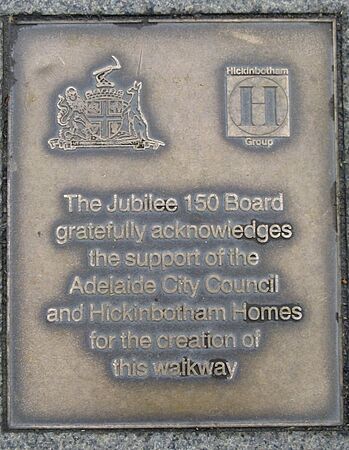 Hickinbotham
H
Group
The Jubilee 150 Board
gratefully acknowledges
the support of the
Adelaide City Council
and Hickinbotham Homes
for the creation of
this walkway